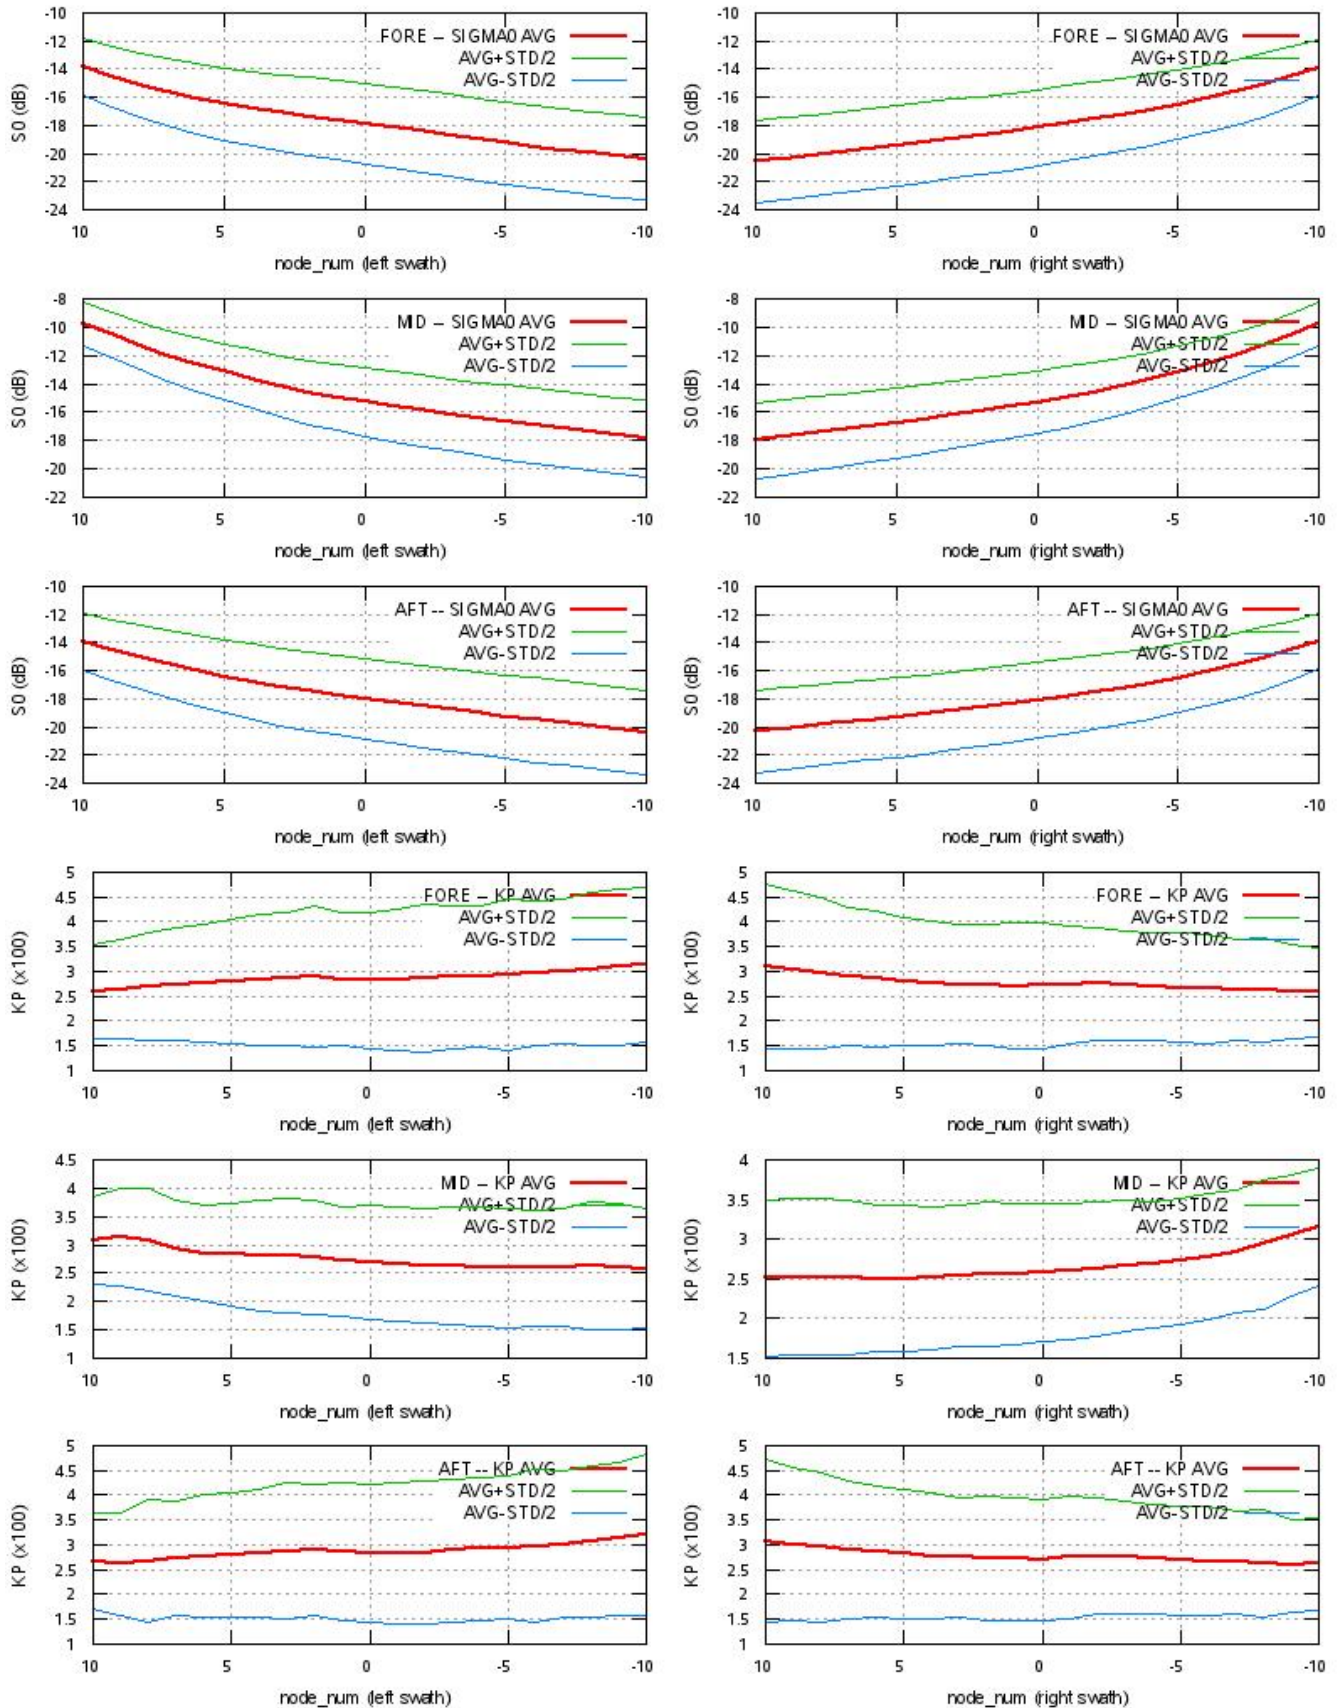 -10
-12
-14
-16
-18
-20
-22
-24
S0 (dB)
FORE – SIGMA0 AVG
AVG+STD/2
AVG-STD/2
10
5
0
-5
-10
node_num (left swath)
-10
-12
-14
-16
-18
-20
-22
-24
S0 (dB)
FORE – SIGMA0 AVG
AVG+STD/2
AVG-STD/2
10
5
0
-5
-10
node_num (right swath)
-8
-10
-12
-14
-16
-18
-20
-22
S0 (dB)
MID – SIGMA0 AVG
AVG+STD/2
AVG-STD/2
10
5
0
-5
-10
node_num (left swath)
-8
-10
-12
-14
-16
-18
-20
-22
S0 (dB)
MID – SIGMA0 AVG
AVG+STD/2
AVG-STD/2
10
5
0
-5
-10
node_num (right swath)
-10
-12
-14
-16
-18
-20
-22
-24
S0 (dB)
AFT -- SIGMA0 AVG
AVG+STD/2
AVG-STD/2
10
5
0
-5
-10
node_num (left swath)
-10
-12
-14
-16
-18
-20
-22
-24
S0 (dB)
AFT -- SIGMA0 AVG
AVG+STD/2
AVG-STD/2
10
5
0
-5
-10
node_num (right swath)
5
4.5
4
3.5
3
2.5
2
1.5
1
KP (x100)
FORE – KP AVG
AVG+STD/2
AVG-STD/2
10
5
0
-5
-10
node_num (left swath)
5
4.5
4
3.5
3
2.5
2
1.5
1
KP (x100)
FORE – KP AVG
AVG+STD/2
AVG-STD/2
10
5
0
-5
-10
node_num (right swath)
4.5
4
3.5
3
2.5
2
1.5
1
KP (x100)
MID – KP AVG
AVG+STD/2
AVG-STD/2
10
5
0
-5
-10
node_num (left swath)
4
3.5
3
2.5
2
1.5
KP (x100)
MID – KP AVG
AVG+STD/2
AVG-STD/2
10
5
0
-5
-10
node_num (right swath)
5
4.5
4
3.5
3
2.5
2
1.5
1
KP (x100)
AFT -- KP AVG
AVG+STD/2
AVG-STD/2
10
5
0
-5
-10
node_num (left swath)
5
4.5
4
3.5
3
2.5
2
1.5
1
KP (x100)
AFT -- KP AVG
AVG+STD/2
AVG-STD/2
10
5
0
-5
-10
node_num (right swath)